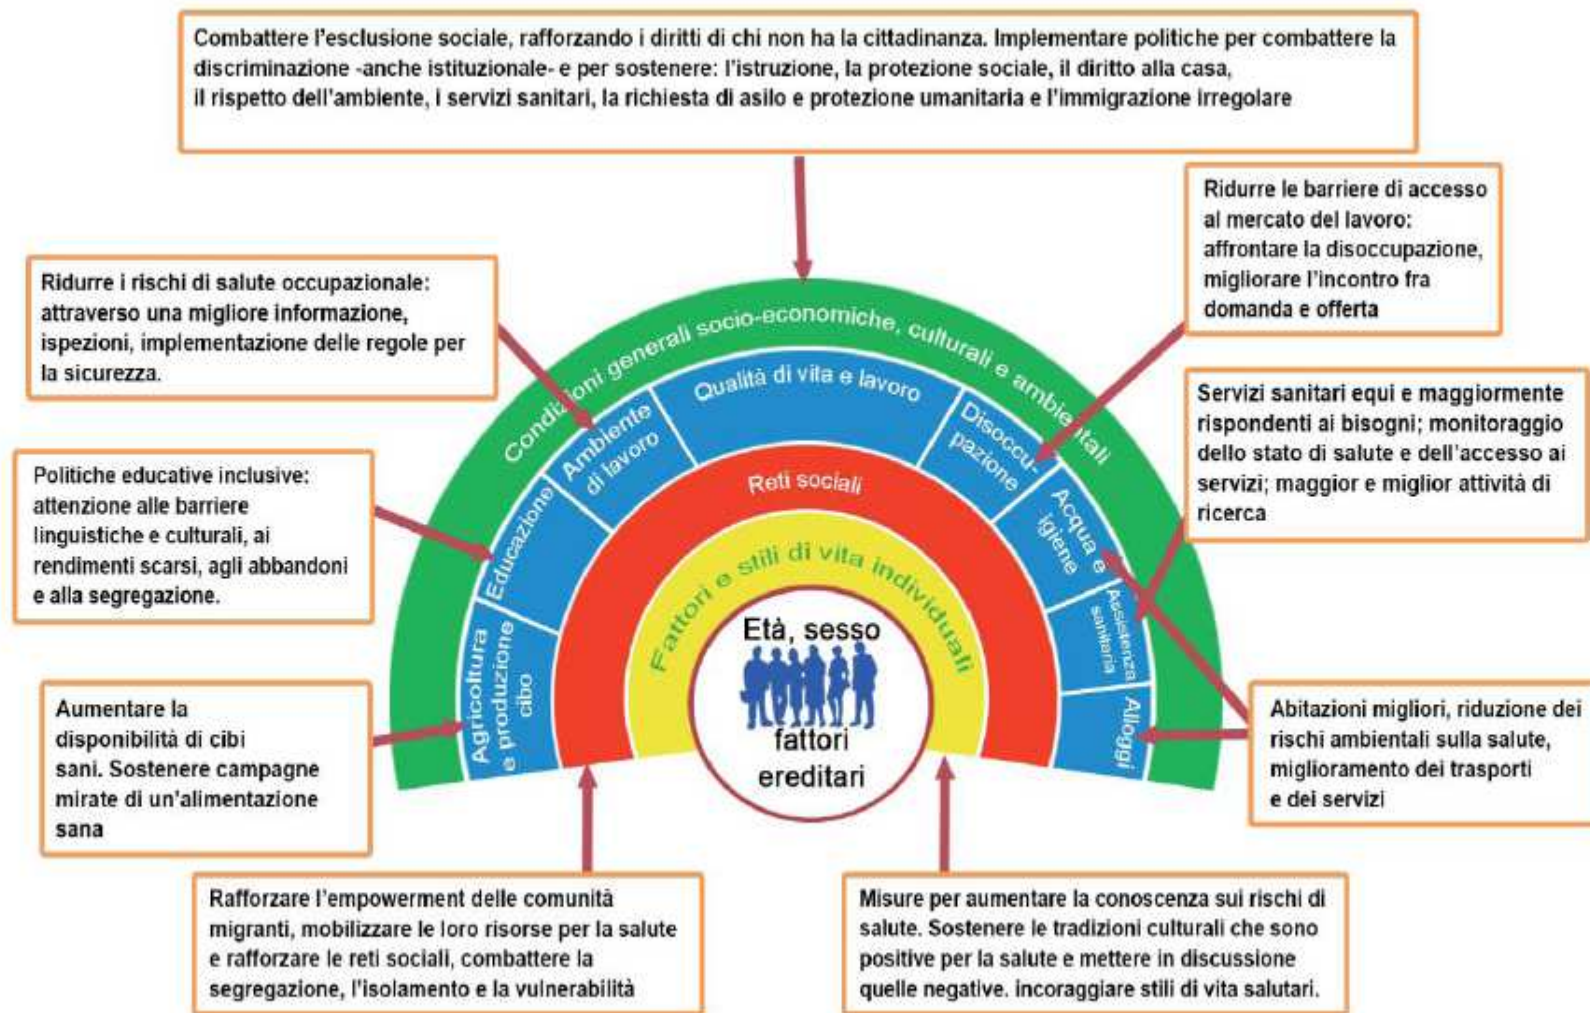 Combattere l'esclusione sociale, rafforzando i diritti di chi non ha la cittadinanza. Implementare politiche per combattere la
discriminazione -anche istituzionale- e per sostenere: l'istruzione, la protezione sociale, il diritto alla casa,
il rispetto dell'ambiente, i servizi sanitari, la richiesta di asilo e protezione umanitaria e l'immigrazione irregolare
Ridurre le barriere di accesso
al mercato del lavoro:
affrontare la disoccupazione,
migliorare l'incontro fra
domanda e offerta
Ridurre i rischi di salute occupazionale:
attraverso una migliore informazione,
ispezioni, implementazione delle regole per
la sicurezza.
Servizi sanitari equi e maggiormente
rispondenti ai bisogni; monitoraggio
dello stato di salute e dell'accesso ai
servizi; maggior e miglior attività di
ricerca
Politiche educative inclusive:
attenzione alle barriere
linguistiche e culturali, ai
rendimenti scarsi, agli abbandoni
e alla segregazione.
Condizioni generali socio-economiche, culturali e ambientali
Agricoltura
e produzione
cibo
Educazione
Ambiente
di lavoro
Qualità di vita e lavoro
Disoccu-
pazione
Acqua e
-igiene
Assistenza
sanitaria
Alloggi
Reti sociali
Fattori e stili di vita individuali
Età, sesso
fattori
ereditari
Aumentare la
disponibilità di cibi
sani. Sostenere campagne
mirate di un'alimentazione
sana
Abitazioni migliori, riduzione dei
rischi ambientali sulla salute,
miglioramento dei trasporti
e dei servizi
Rafforzare l'empowerment delle comunità
migranti, mobilizzare le loro risorse per la salute
e rafforzare le reti sociali, combattere la
segregazione, l'isolamento e la vulnerabilità
Misure per aumentare la conoscenza sui rischi di
salute. Sostenere le tradizioni culturali che sono
positive per la salute e mettere in discussione
quelle negative. incoraggiare stili di vita salutari.